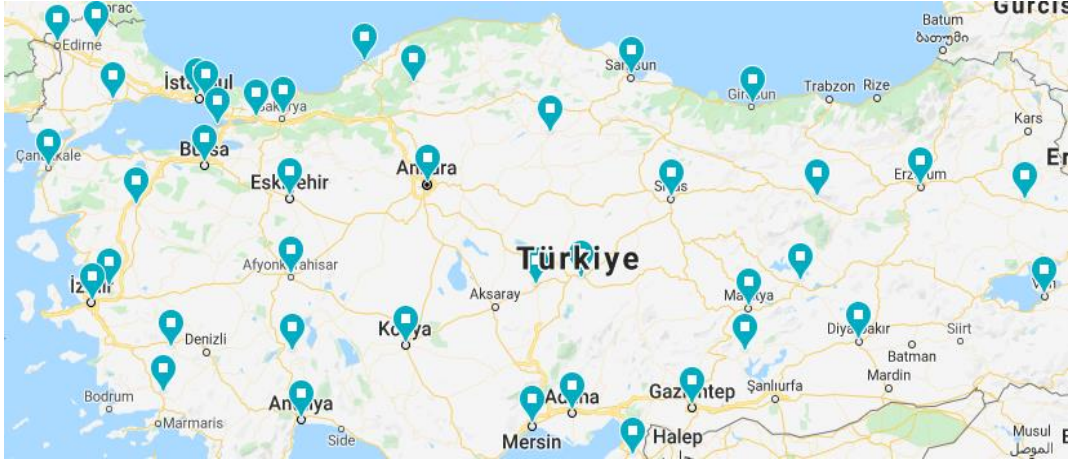 Gürcis
Batum
ბათუმი
Edirne
İstanbul
Sakarya
Samsun
Giresun
Trabzon
Rize
Kars
Çanakkale
Bursa
Eskişehir
Ankara
Sivas
Erzurum
Er
Türkiye
Afyonkarahisar
Aksaray
İzmir
Malatya
Van
Denizli
Konya
Diyarbakır
Siirt
Batman
Bodrum
Marmaris
Antalya
Side
Mersin
Adana
Gaziantep
Şanlıurfa
Mardin
Halep
Musul
الموصل